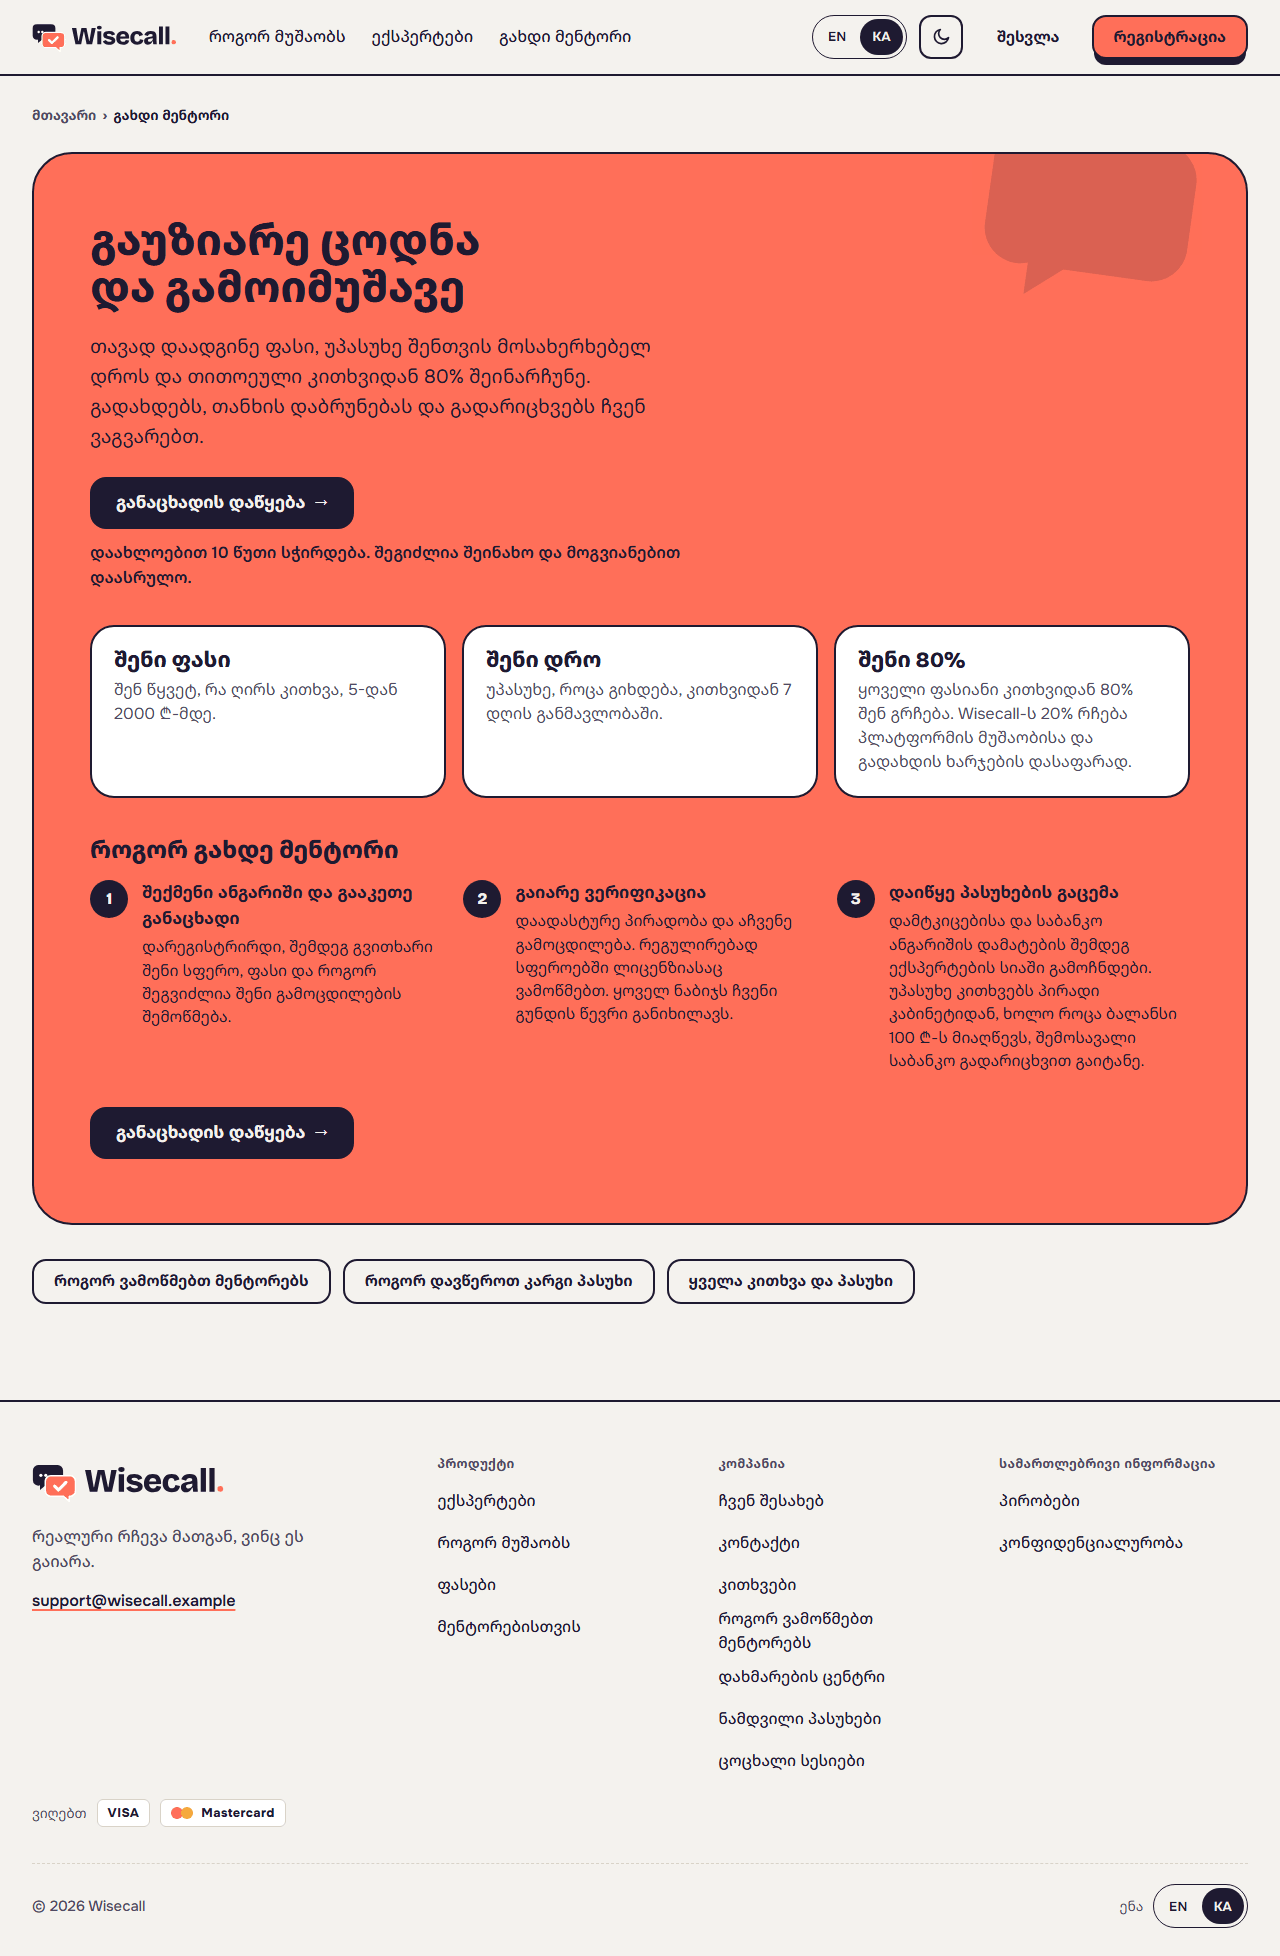 Wisecall.
როგორ მუშაობს
ექსპერტები
გახდი მენტორი
EN
KA
შესვლა
რეგისტრაცია
მთავარი › გახდი მენტორი
გაუზიარე ცოდნა
და გამოიმუშავე
თავად დაადგინე ფასი, უპასუხე შენთვის მოსახერხებელ
დროს და თითოეული კითხვიდან 80% შეინარჩუნე.
გადახდებს, თანხის დაბრუნებას და გადარიცხვებს ჩვენ
ვაგვარებთ.
განაცხადის დაწყება →
დაახლოებით 10 წუთი სჭირდება. შეგიძლია შეინახო და მოგვიანებით
დაასრულო.
შენი ფასი
შენ წყვეტ, რა ღირს კითხვა, 5-დან
2000 ₾-მდე.
შენი დრო
უპასუხე, როცა გიხდება, კითხვიდან 7
დღის განმავლობაში.
შენი 80%
ყოველი ფასიანი კითხვიდან 80%
შენ გრჩება. Wisecall-ს 20% რჩება
პლატფორმის მუშაობისა და
გადახდის ხარჯების დასაფარად.
როგორ გახდე მენტორი
1
შექმენი ანგარიში და გააკეთე
განაცხადი
დარეგისტრირდი, შემდეგ გვითხარი
შენი სფერო, ფასი და როგორ
შეგვიძლია შენი გამოცდილების
შემოწმება.
2
გაიარე ვერიფიკაცია
დაადასტურე პირადობა და აჩვენე
გამოცდილება. რეგულირებად
სფეროებში ლიცენზიასაც
ვამოწმებთ. ყოველ ნაბიჯს ჩვენი
გუნდის წევრი განიხილავს.
3
დაიწყე პასუხების გაცემა
დამტკიცებისა და საბანკო
ანგარიშის დამატების შემდეგ
ექსპერტების სიაში გამოჩნდები.
უპასუხე კითხვებს პირადი
კაბინეტიდან, ხოლო როცა ბალანსი
100 ₾-ს მიაღწევს, შემოსავალი
საბანკო გადარიცხვით გაიტანე.
განაცხადის დაწყება →
როგორ ვამოწმებთ მენტორებს
როგორ დავწეროთ კარგი პასუხი
ყველა კითხვა და პასუხი
Wisecall.
რეალური რჩევა მათგან, ვინც ეს
გაიარა.
support@wisecall.example
პროდუქტი
ექსპერტები
როგორ მუშაობს
ფასები
მენტორებისთვის
კომპანია
ჩვენ შესახებ
კონტაქტი
კითხვები
როგორ ვამოწმებთ
მენტორებს
დახმარების ცენტრი
ნამდვილი პასუხები
ცოცხალი სესიები
სამართლებრივი ინფორმაცია
პირობები
კონფიდენციალურობა
ვიღებთ
VISA
Mastercard
© 2026 Wisecall
ენა
EN
KA